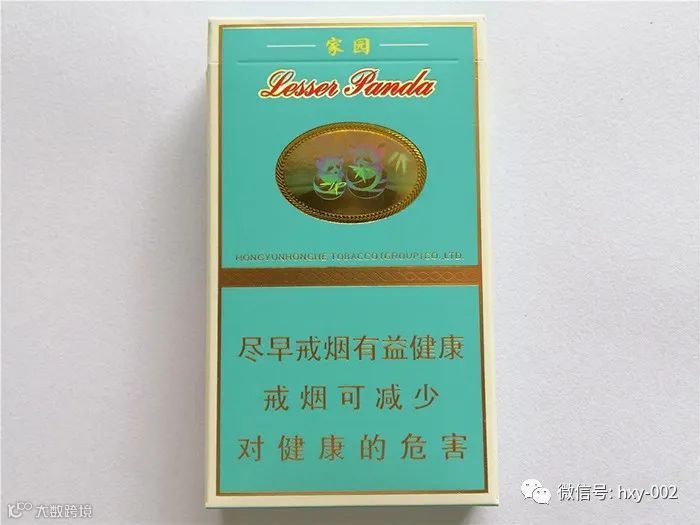 家园
Lesser Panda
HONGYUNHONGHE TOBACCO (GROUP) CO., LTD.
尽早戒烟有益健康
戒烟可减少
对健康的危害
微信号: hxy-002
大数跨境